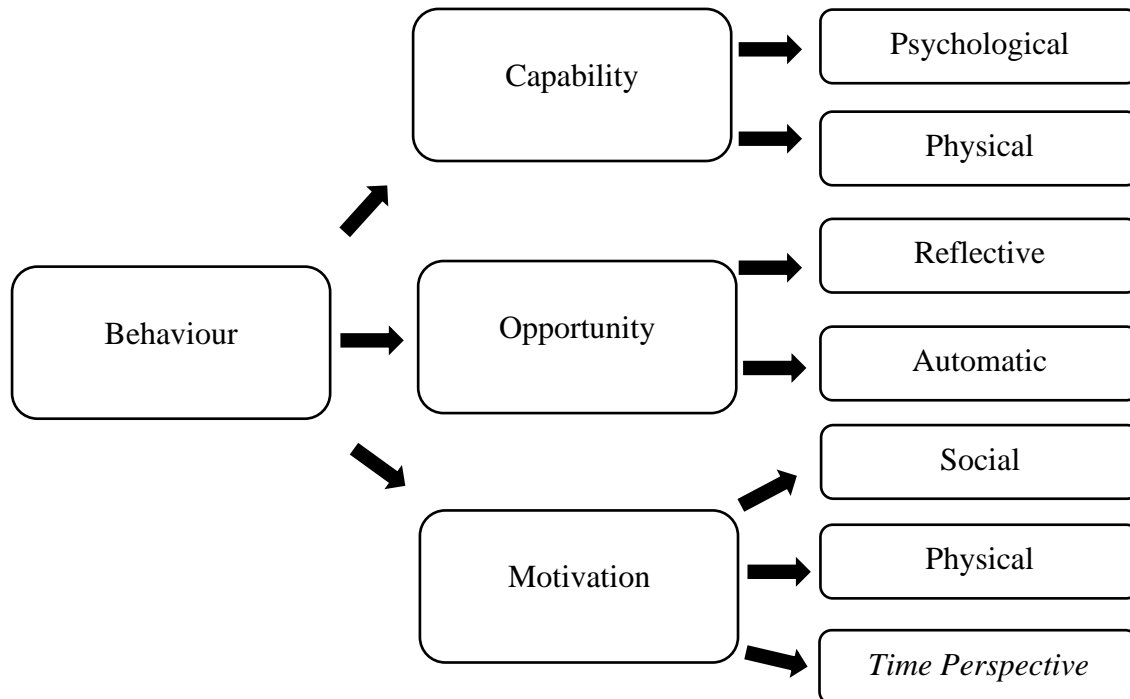 Behaviour
Capability
Psychological
Physical
Opportunity
Reflective
Automatic
Motivation
Social
Physical
Time Perspective